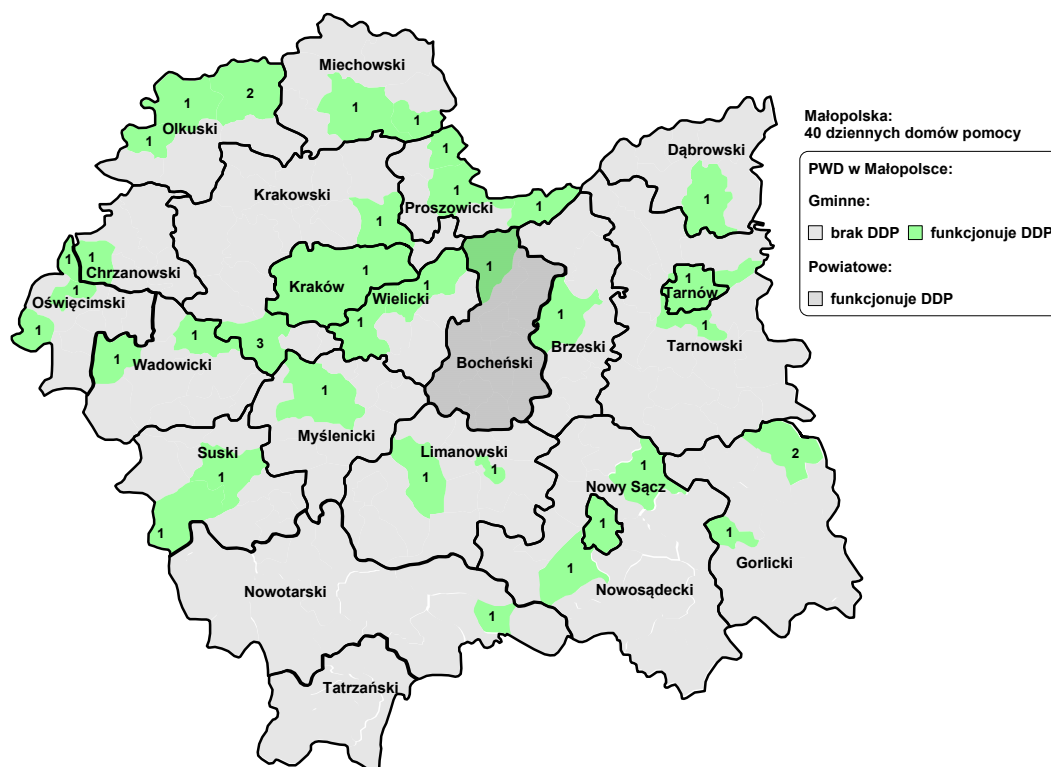 Miechowski
1
2
1
1
Olkuski
1
1
Małopolska:
40 dziennych domów pomocy
Dąbrowski
1
PWD w Małopolsce:
Gminne:
brak DDP
funkcjonuje DDP
Powiatowe:
funkcjonuje DDP
Krakowski
1
Proszowicki
1
1
1
1
Chrzanowski
1
Oświęcimski
1
Kraków
1
Wielicki
1
1
1
Tarnów
1
1
Tarnowski
1
Wadowicki
1
3
Bocheński
1
Brzeski
1
Myślenicki
Suski
1
1
Limanowski
1
1
1
Nowy Sącz
1
1
Nowosądecki
2
1
Gorlicki
Nowotarski
1
Tatrzański